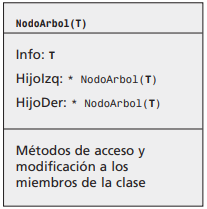 NodoArbol(T)
Info: T
HijoIzq: * NodoArbol(T)
HijoDer: * NodoArbol(T)
Métodos de acceso y
modificación a los
miembros de la clase